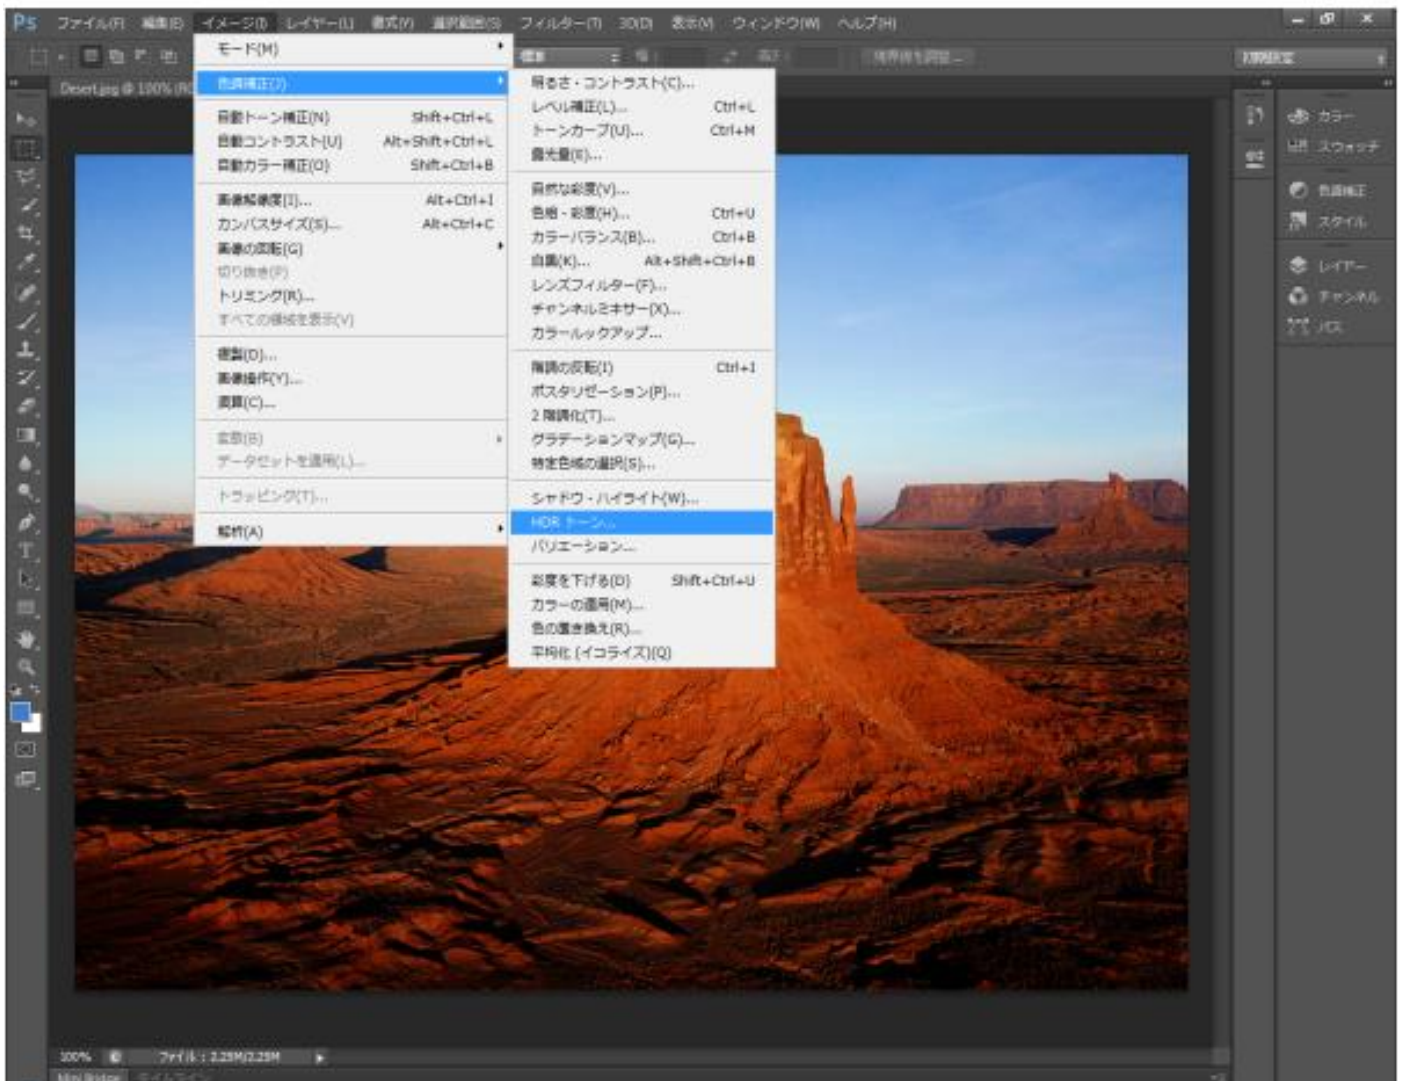 Ps ファイル(F) 編集(E) イメージ(I) レイヤー(L) 書式(Y) 選択範囲(S) フィルター(T) 3D(D) 表示(V) ウィンドウ(W) ヘルプ(H)
標準
初期設定
Desert.jpg @ 100%
モード(M)
色調補正(J)
自動トーン補正(N) Shift+Ctrl+L
自動コントラスト(U) Alt+Shift+Ctrl+L
自動カラー補正(O) Shift+Ctrl+B
画像解像度(I)... Alt+Ctrl+I
カンバスサイズ(S)... Alt+Ctrl+C
画像の回転(G)
切り抜き(P)
トリミング(R)...
すべての領域を表示(V)
複製(D)...
画像操作(Y)...
演算(C)...
変数(B)
データセットを適用(L)...
トラッピング(T)...
解析(A)
明るさ・コントラスト(C)...
レベル補正(L)... Ctrl+L
トーンカーブ(U)... Ctrl+M
露光量(E)...
自然な彩度(V)...
色相・彩度(H)... Ctrl+U
カラーバランス(B)... Ctrl+B
白黒(K)... Alt+Shift+Ctrl+B
レンズフィルター(F)...
チャンネルミキサー(X)...
カラールックアップ...
階調の反転(I) Ctrl+I
ポスタリゼーション(P)...
2 階調化(T)...
グラデーションマップ(G)...
特定色域の選択(S)...
シャドウ・ハイライト(W)...
HDR トーン...
バリエーション...
彩度を下げる(D) Shift+Ctrl+U
カラーの適用(M)...
色の置き換え(R)...
平均化 (イコライズ)(Q)
カラー
スウォッチ
色調補正
スタイル
レイヤー
チャンネル
パス
100% ファイル : 2.25M/2.25M
Mini Bridge タイムライン